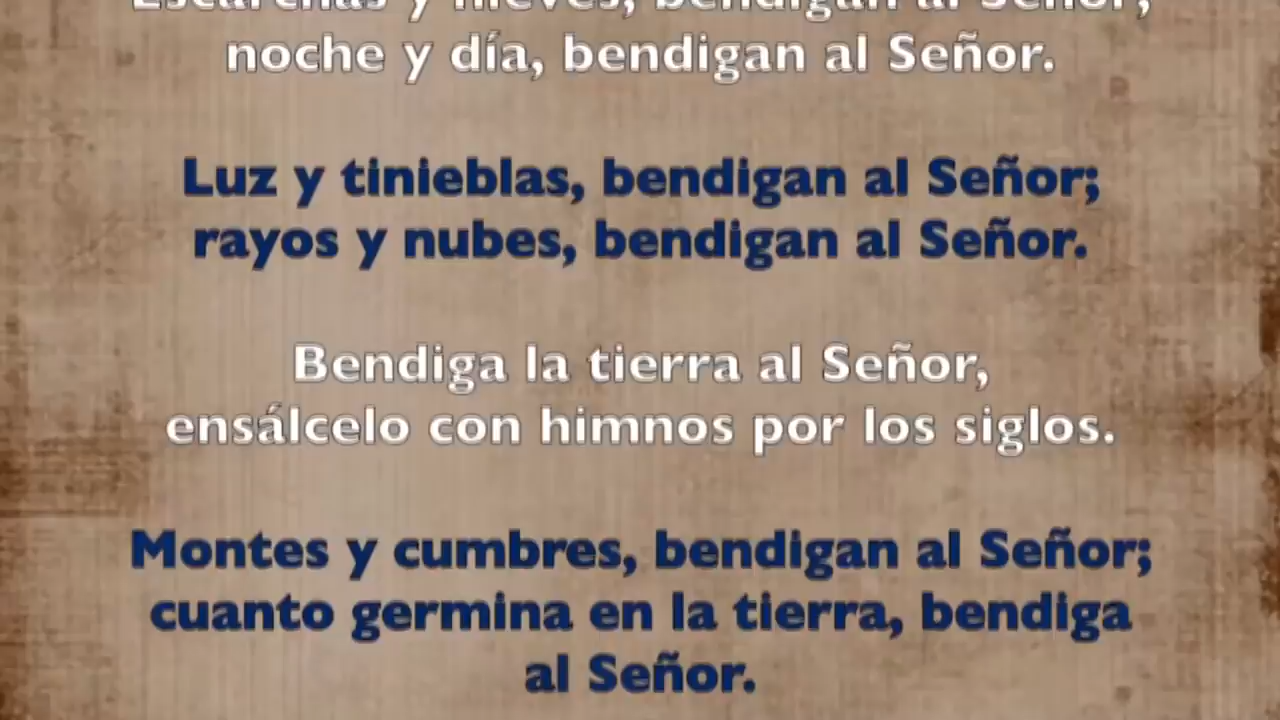 Escarchas y nieves, bendigan al Señor;
noche y día, bendigan al Señor.
Luz y tinieblas, bendigan al Señor;
rayos y nubes, bendigan al Señor.
Bendiga la tierra al Señor,
ensálcelo con himnos por los siglos.
Montes y cumbres, bendigan al Señor;
cuanto germina en la tierra, bendiga
al Señor.